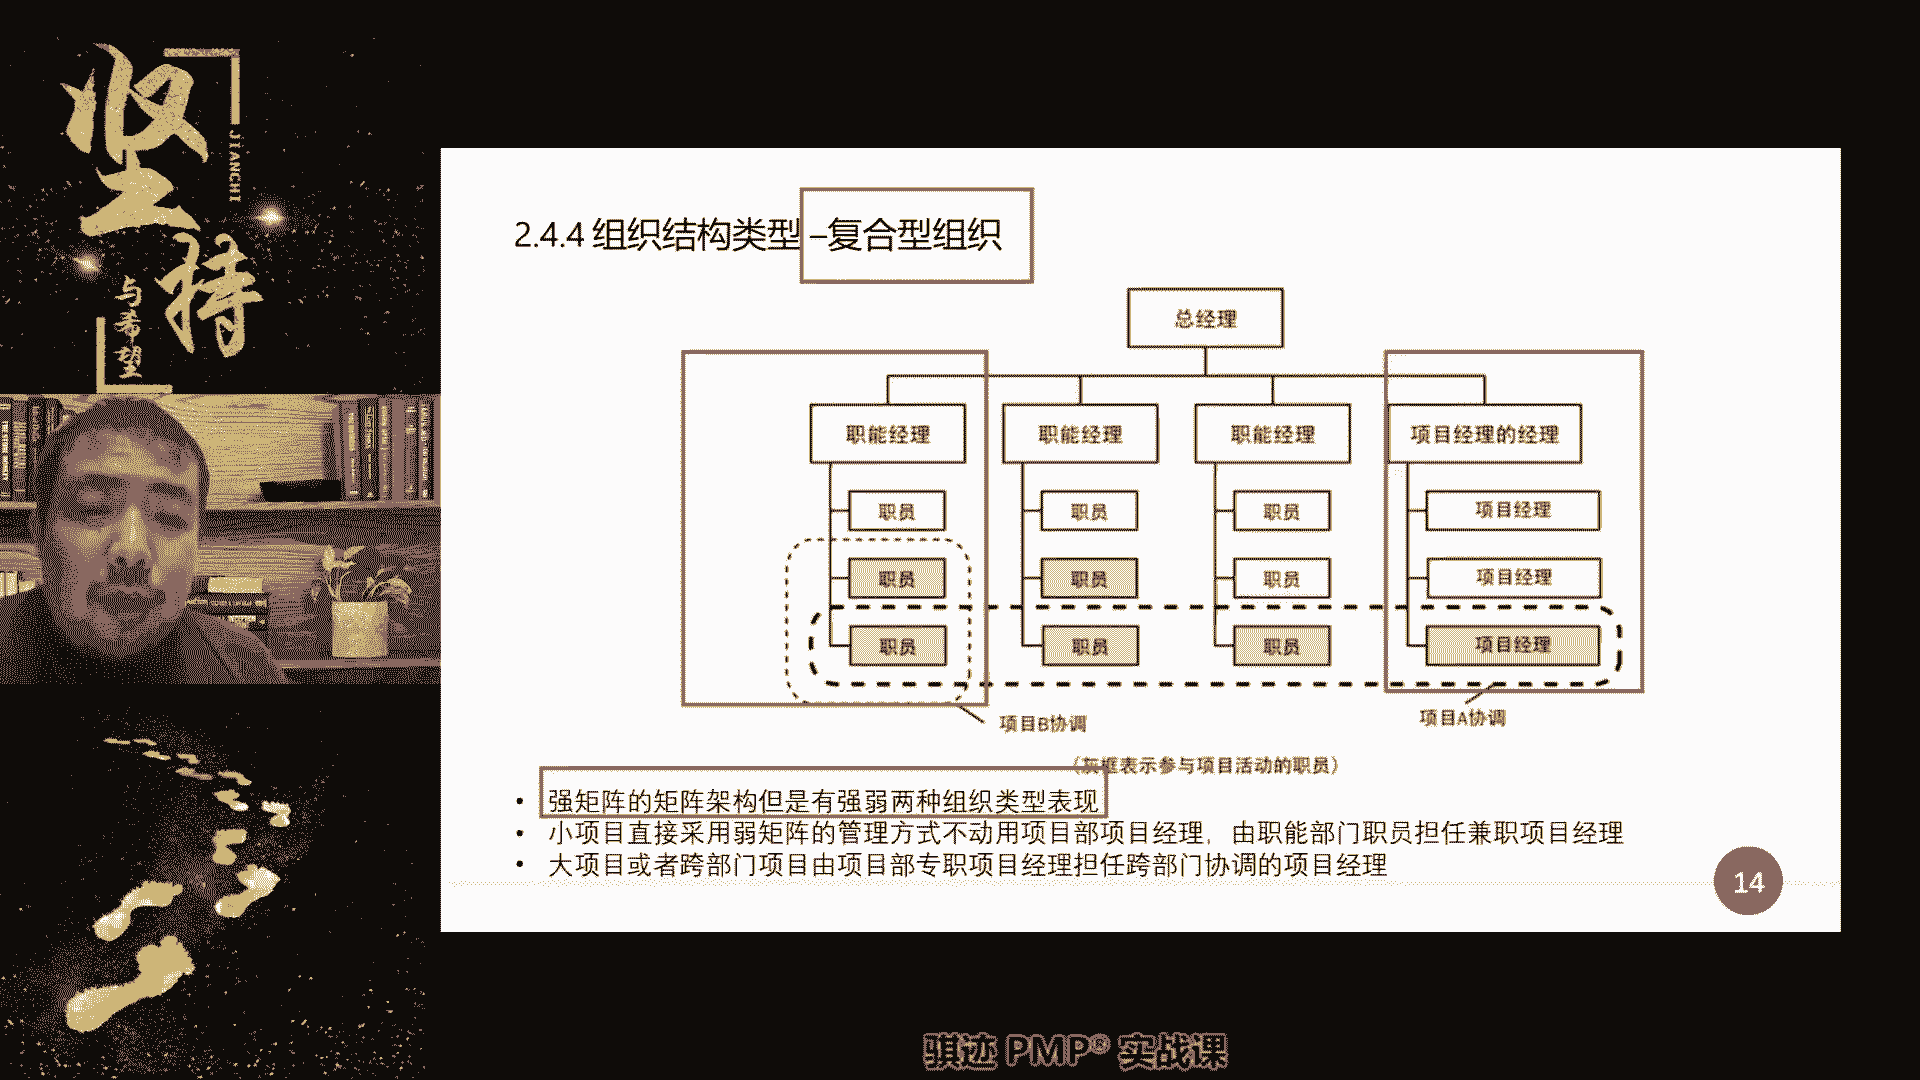 坚持
JIANCHI
与希望
2.4.4 组织结构类型 –复合型组织
总经理
职能经理 职能经理 职能经理 项目经理的经理
职员 职员 职员 项目经理
职员 职员 职员 项目经理
职员 职员 职员 项目经理
项目B协调 项目A协调
(灰框表示参与项目活动的职员)
• 强矩阵的矩阵架构但是有强弱两种组织类型表现
• 小项目直接采用弱矩阵的管理方式不动用项目部项目经理，由职能部门职员担任兼职项目经理
• 大项目或者跨部门项目由项目部专职项目经理担任跨部门协调的项目经理
14
骐迹 PMP® 实战课